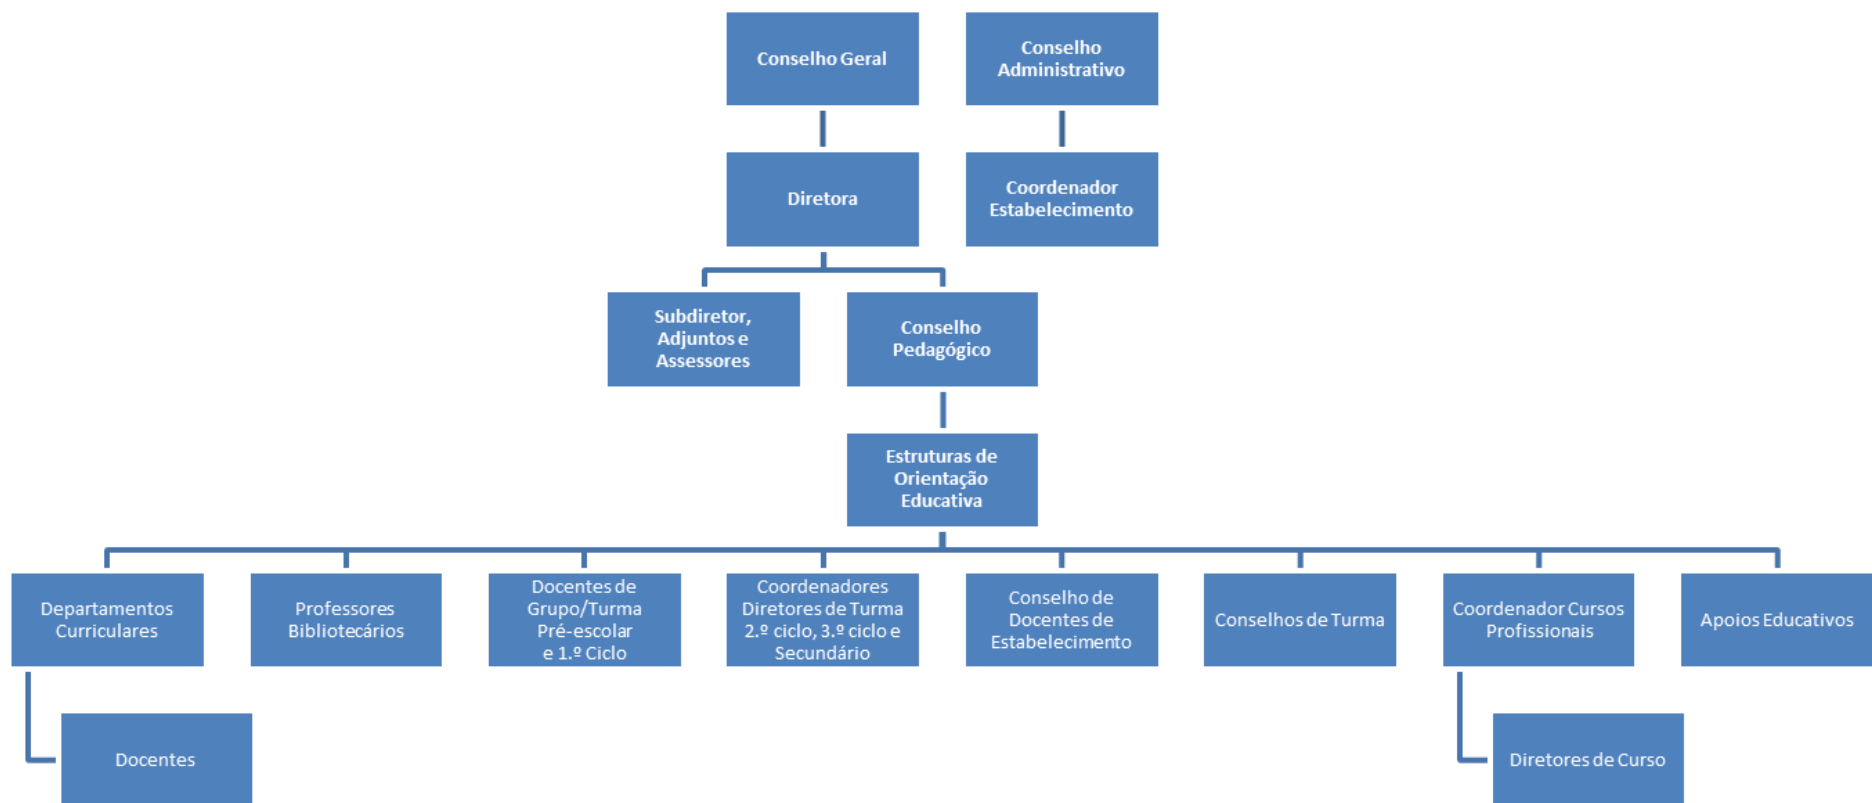 Conselho Geral
Conselho
Administrativo
Diretora
Coordenador
Estabelecimento
Subdiretor,
Adjuntos e
Assessores
Conselho
Pedagógico
Estruturas de
Orientação
Educativa
Departamentos
Curriculares
Professores
Bibliotecários
Docentes de
Grupo/Turma
Pré-escolar
e 1.º Ciclo
Coordenadores
Diretores de Turma
2.º ciclo, 3.º ciclo e
Secundário
Conselho de
Docentes de
Estabelecimento
Conselhos de Turma
Coordenador Cursos
Profissionais
Apoios Educativos
Docentes
Diretores de Curso